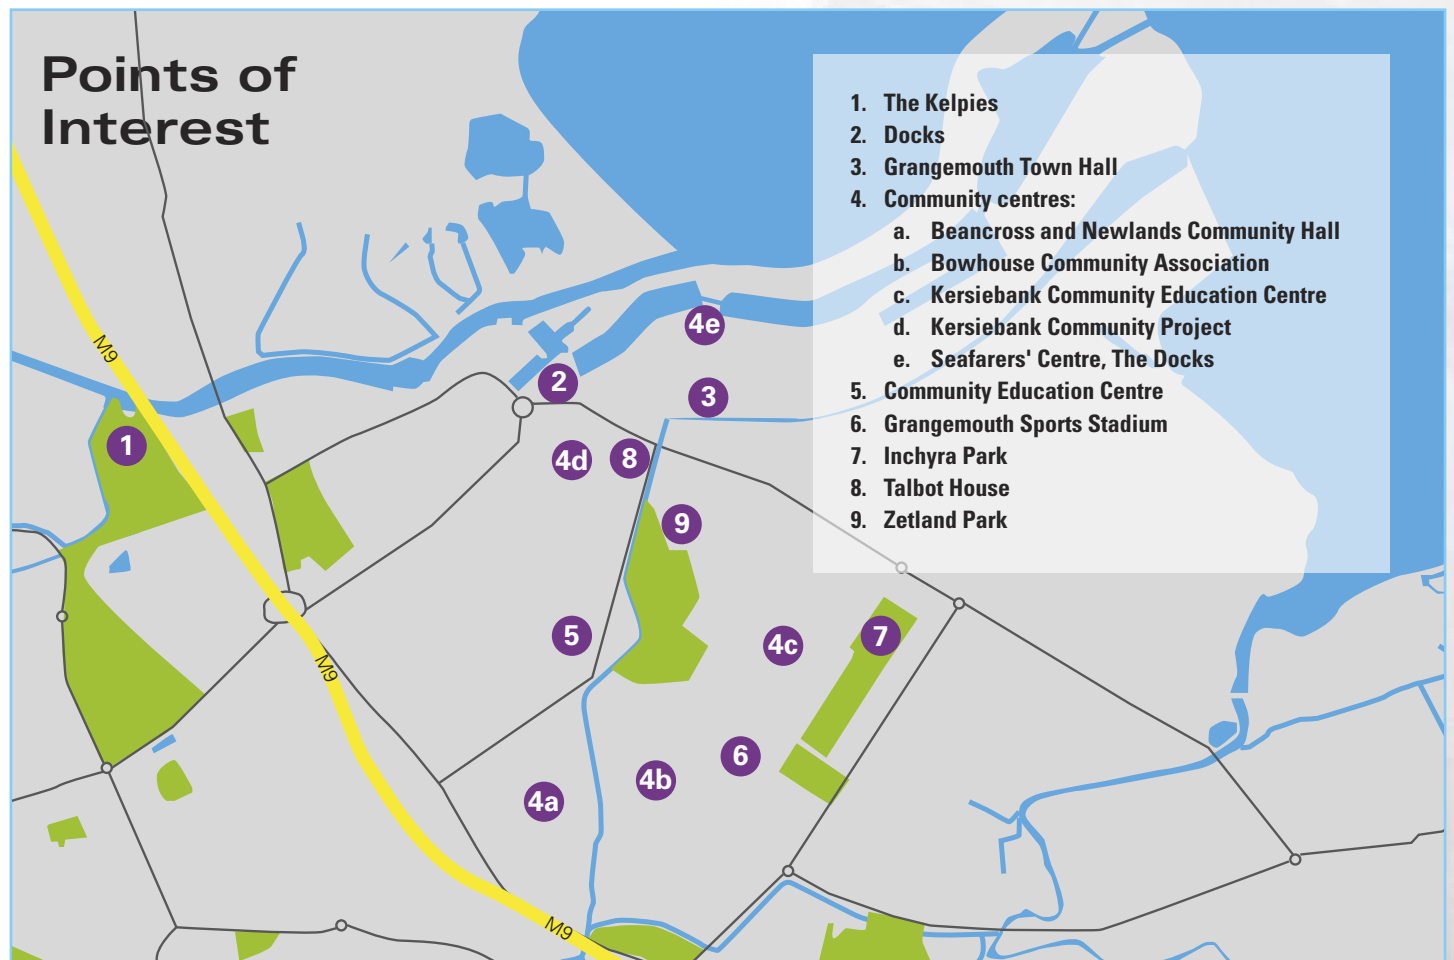 Points of
Interest
1. The Kelpies
2. Docks
3. Grangemouth Town Hall
4. Community centres:
a. Beancross and Newlands Community Hall
b. Bowhouse Community Association
c. Kersiebank Community Education Centre
d. Kersiebank Community Project
e. Seafarers' Centre, The Docks
5. Community Education Centre
6. Grangemouth Sports Stadium
7. Inchyra Park
8. Talbot House
9. Zetland Park
4e
M9
2
3
1
4d
8
9
5
4c
7
M9
6
4b
4a
M9